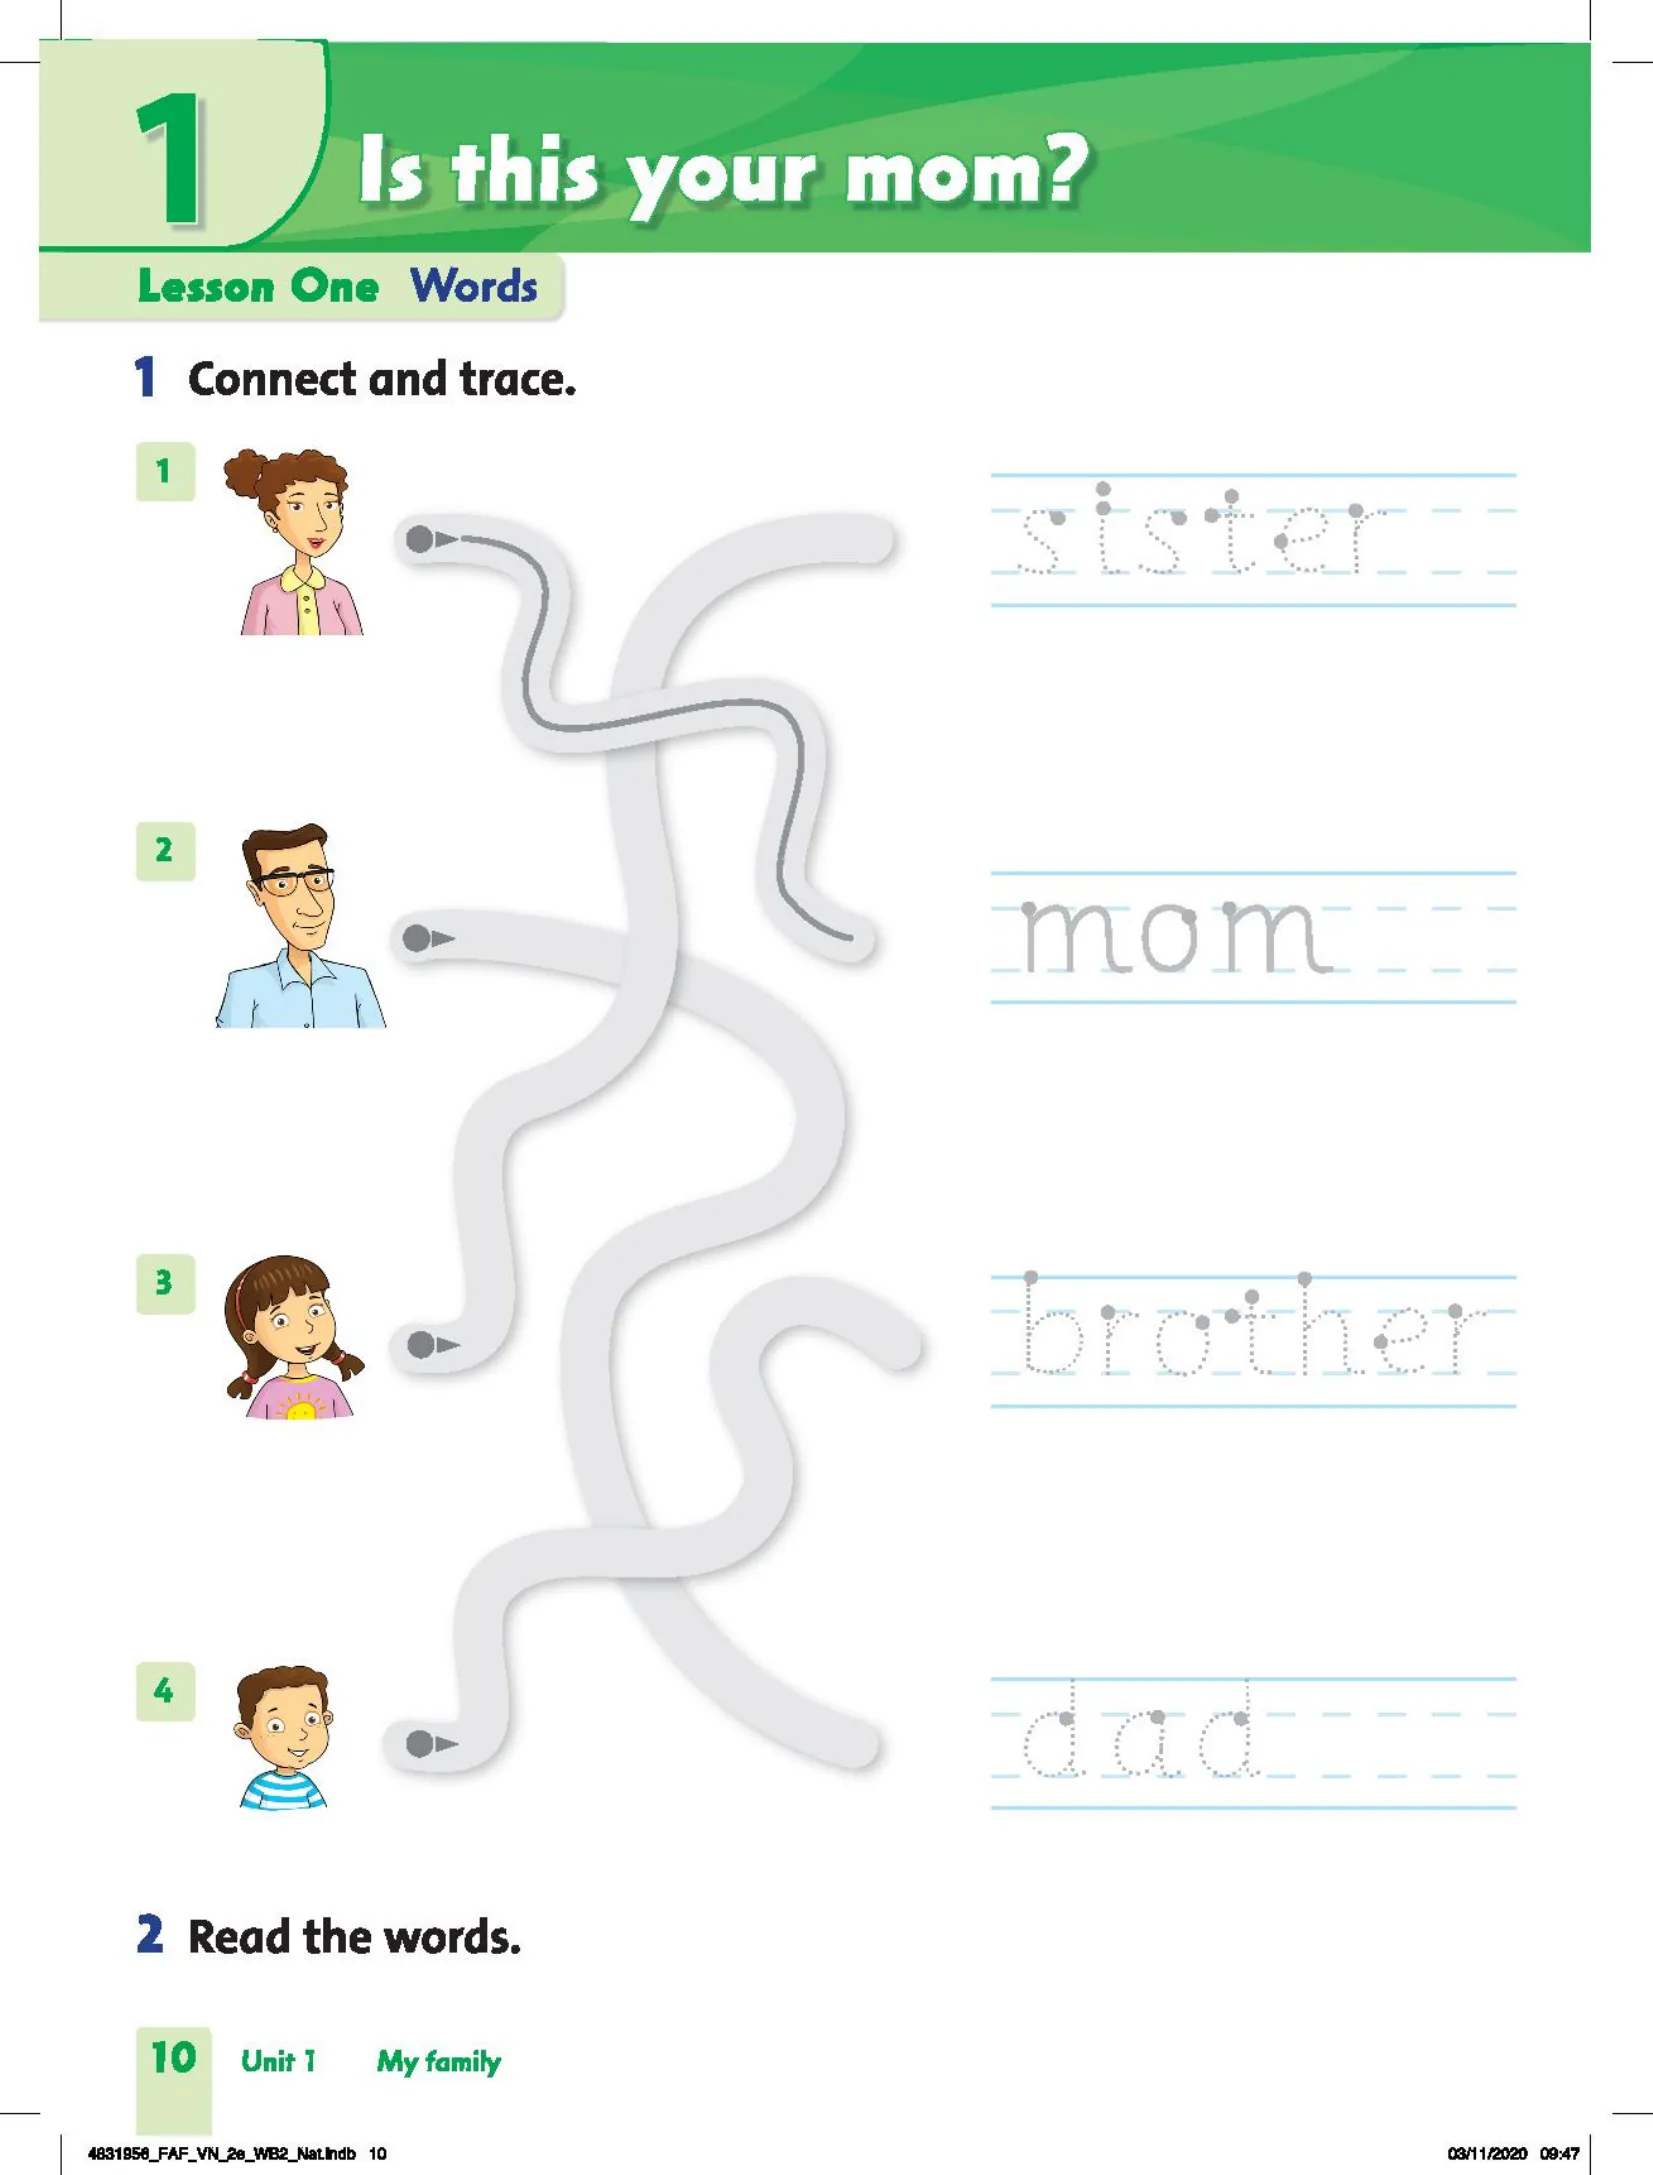 1
Is this your mom?
Lesson One Words
1 Connect and trace.
1
sister
2
mom
3
brother
4
dad
2 Read the words.
10 Unit 1 My family
4831956_FAF_VN_2e_WB2_Nat.indb 10
03/11/2020 09:47